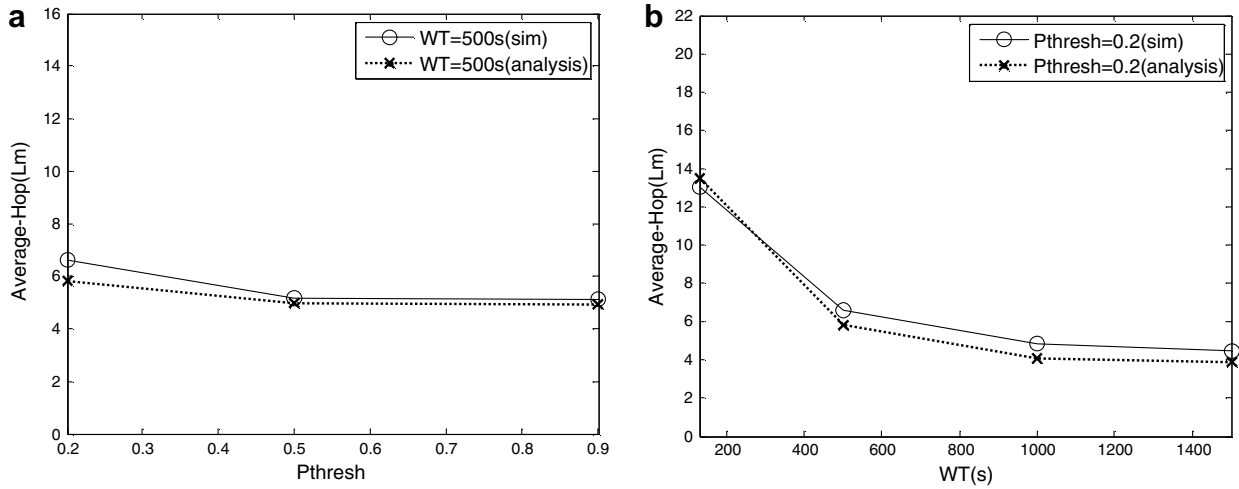 a
16
14
12
10
8
6
4
2
0
Average-Hop(Lm)
WT=500s(sim)
WT=500s(analysis)
0.2 0.3 0.4 0.5 0.6 0.7 0.8 0.9
Pthresh
b
22
20
18
16
14
12
10
8
6
4
2
0
Average-Hop(Lm)
Pthresh=0.2(sim)
Pthresh=0.2(analysis)
200 400 600 800 1000 1200 1400
WT(s)